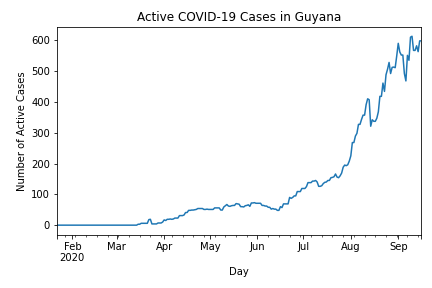 Active COVID-19 Cases in Guyana
Number of Active Cases
600
500
400
300
200
100
0
Feb Mar Apr May Jun Jul Aug Sep
2020
Day